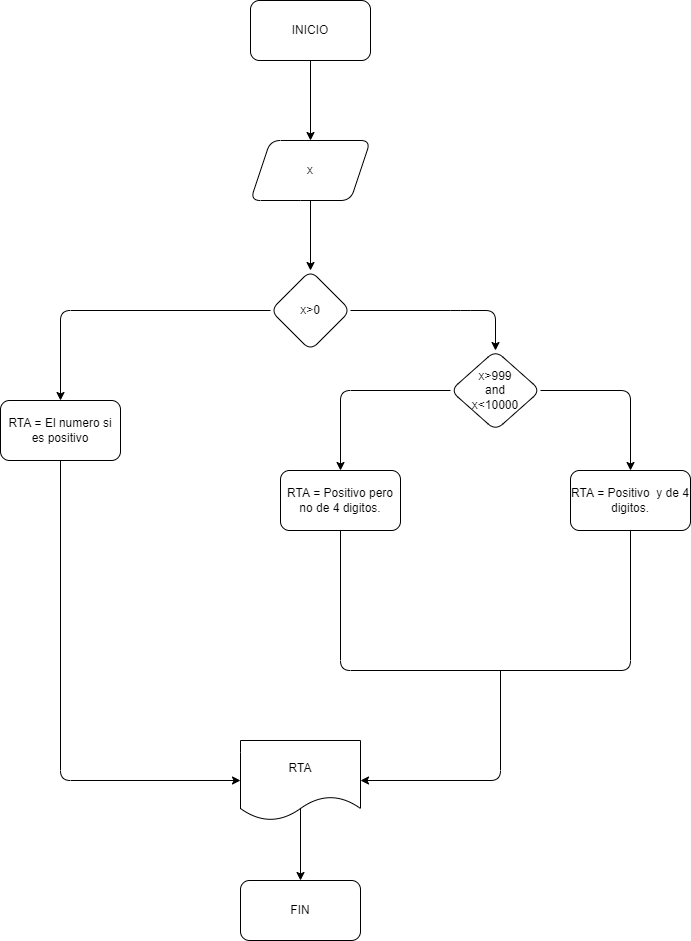 INICIO
x
x>0
x>999
and
x<10000
RTA = El numero si
es positivo
RTA = Positivo pero
no de 4 digitos.
RTA = Positivo y de 4
digitos.
RTA
FIN